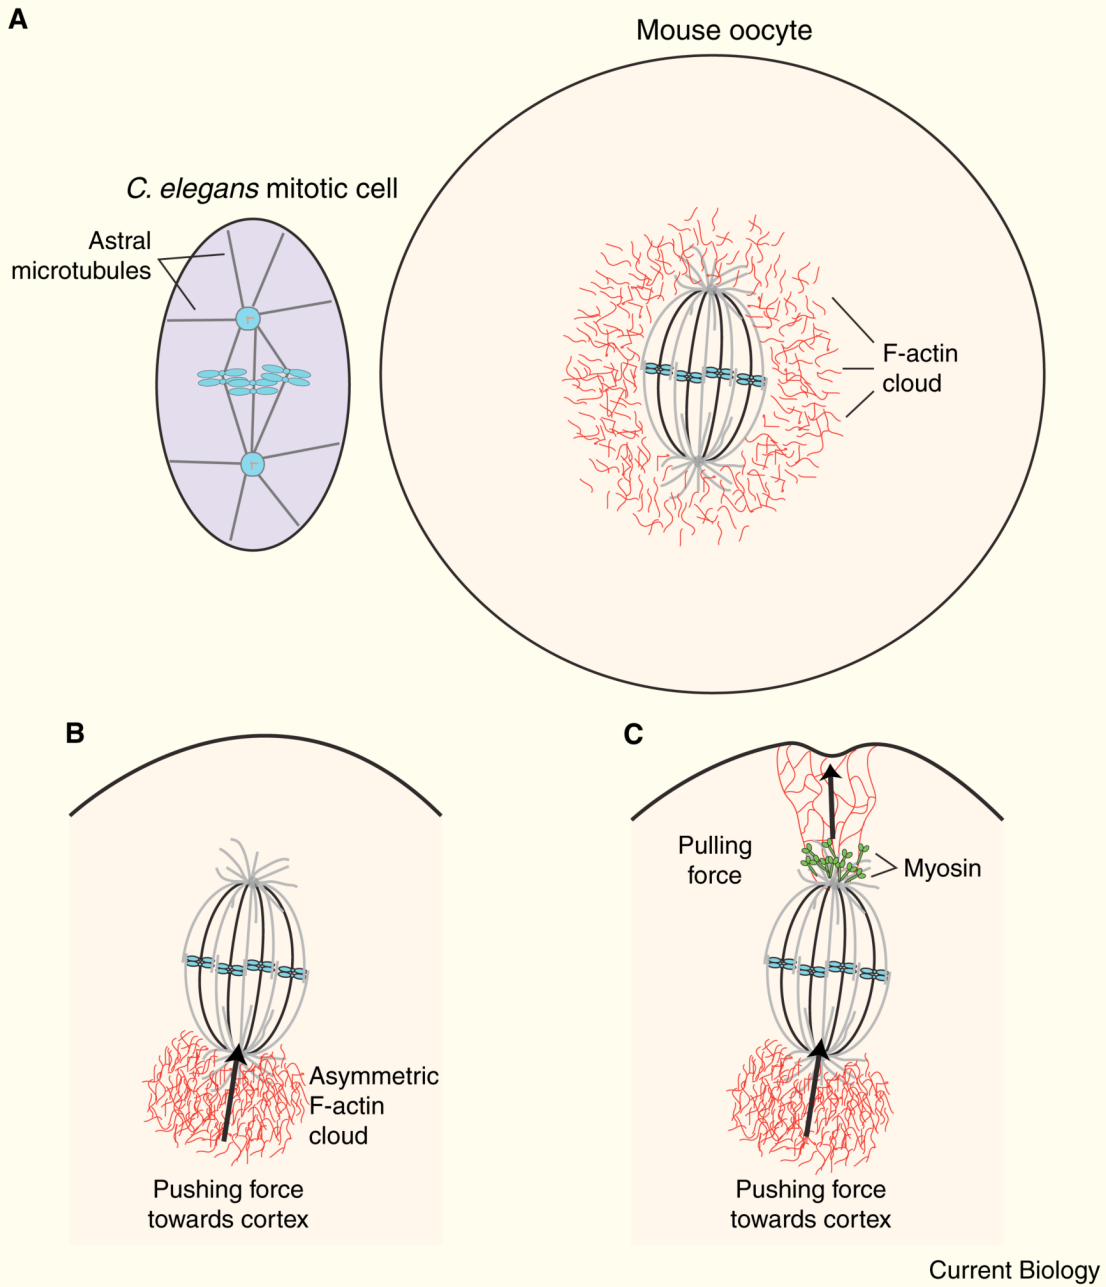 A
Mouse oocyte
C. elegans mitotic cell
Astral
microtubules
F-actin
cloud
B
Asymmetric
F-actin
cloud
Pushing force
towards cortex
C
Pulling
force
Myosin
Pushing force
towards cortex
Current Biology